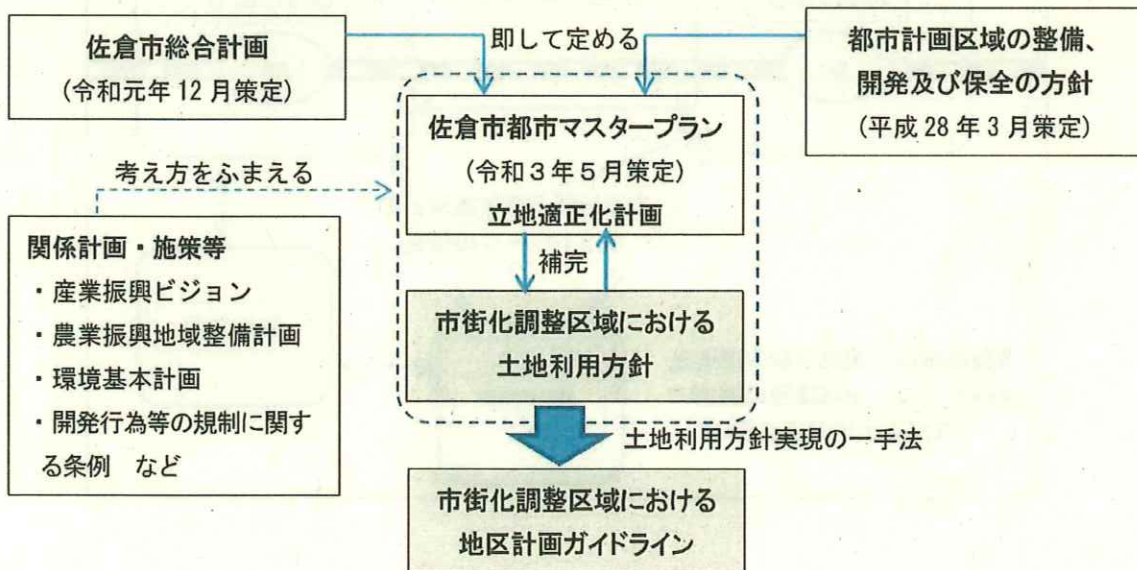 佐倉市総合計画
(令和元年 12 月策定)
即して定める
都市計画区域の整備、
開発及び保全の方針
(平成 28 年 3 月策定)
佐倉市都市マスタープラン
(令和３年５月策定)
立地適正化計画
考え方をふまえる
関係計画・施策等
・産業振興ビジョン
・農業振興地域整備計画
・環境基本計画
・開発行為等の規制に関す
る条例　など
補完
市街化調整区域における
土地利用方針
土地利用方針実現の一手法
市街化調整区域における
地区計画ガイドライン